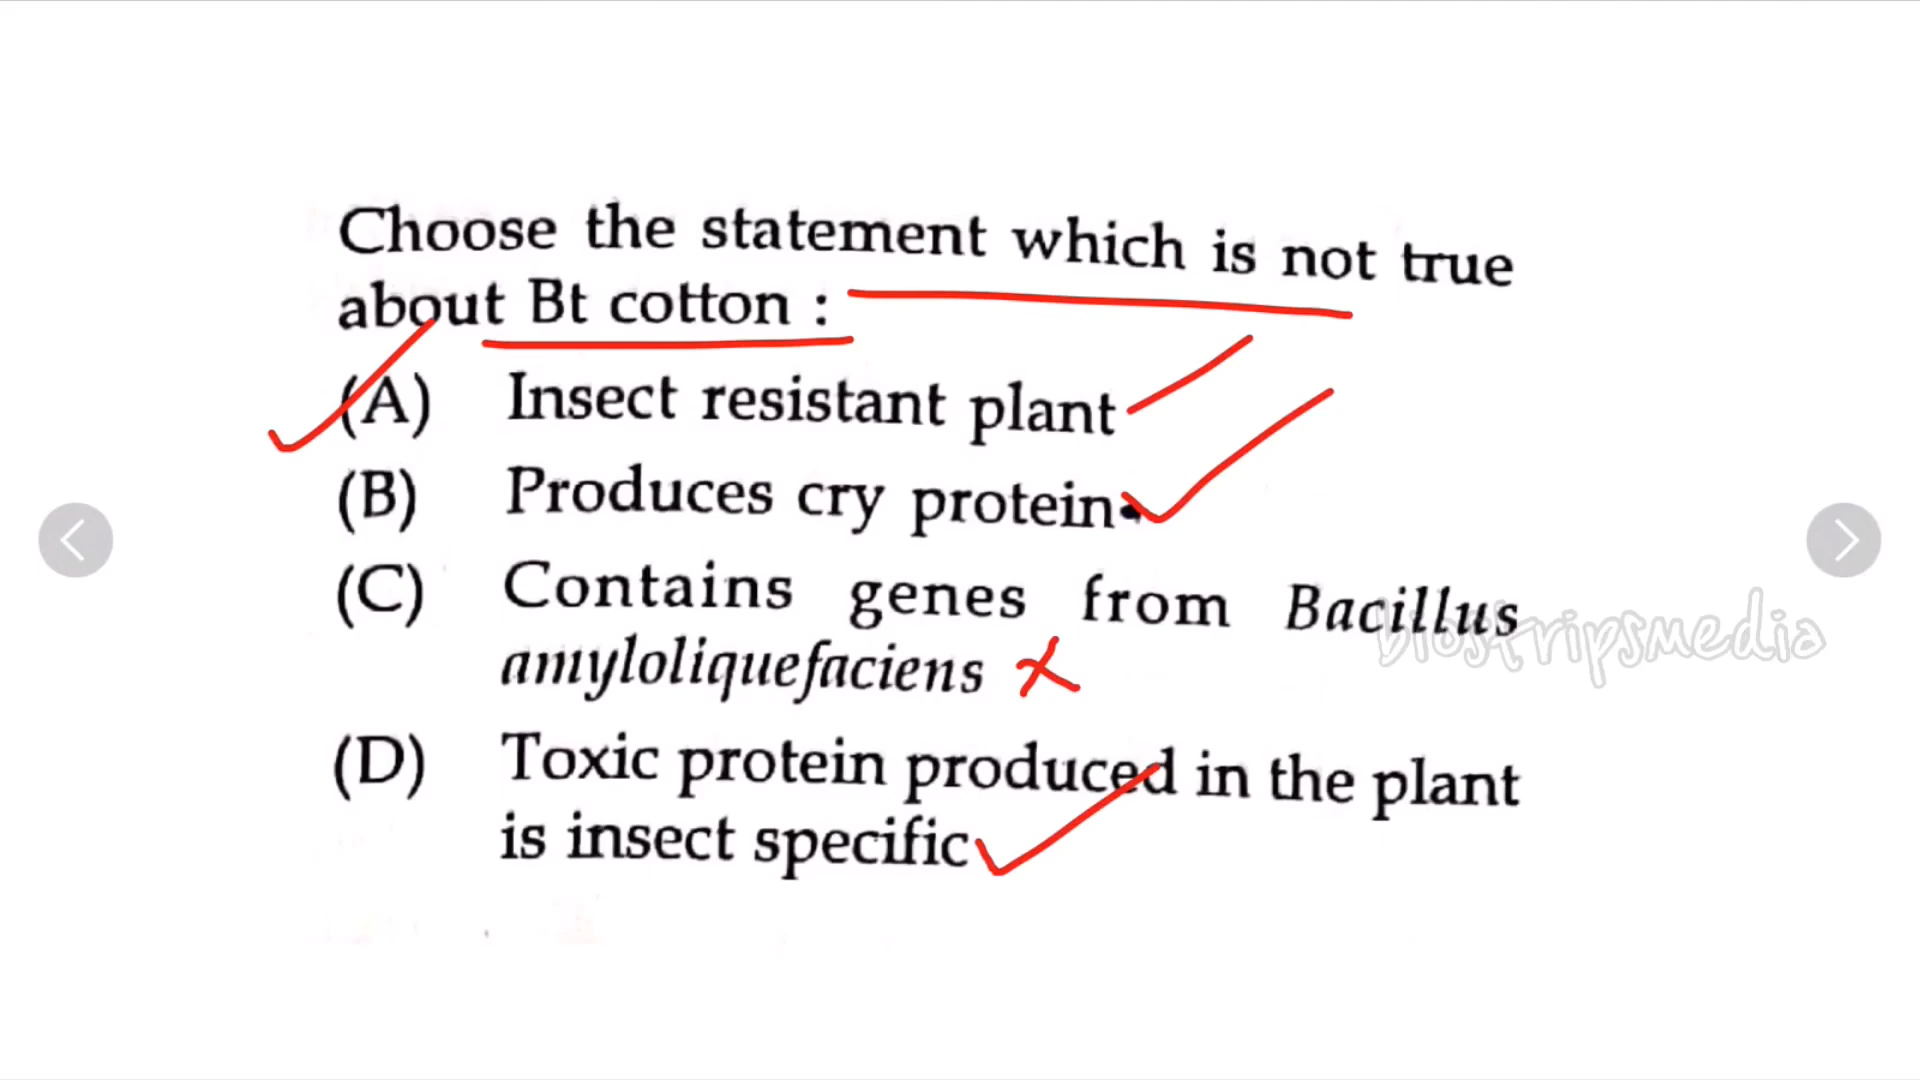 Choose the statement which is not true
about Bt cotton :
(A) Insect resistant plant
(B) Produces cry protein
(C) Contains genes from Bacillus
amyloliquefaciens
biostripsmedia
(D) Toxic protein produced in the plant
is insect specific